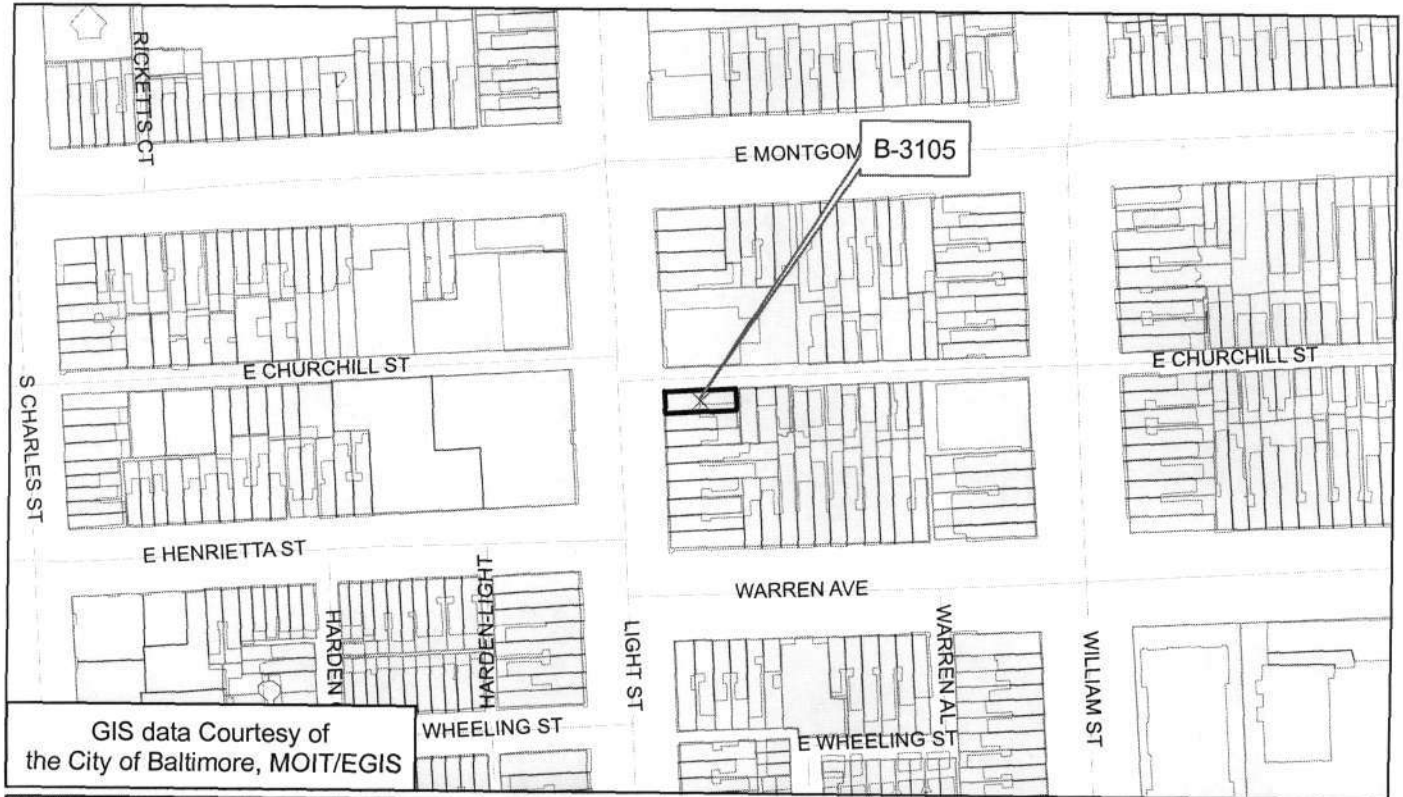 RICKETTS CT
E MONTGOM
B-3105
E CHURCHILL ST
E CHURCHILL ST
S CHARLES ST
E HENRIETTA ST
WARREN AVE
HARDEN
HARDEN-LIGHT
LIGHT ST
WARREN AL
WILLIAM ST
WHEELING ST
E WHEELING ST
GIS data Courtesy of
the City of Baltimore, MOIT/EGIS